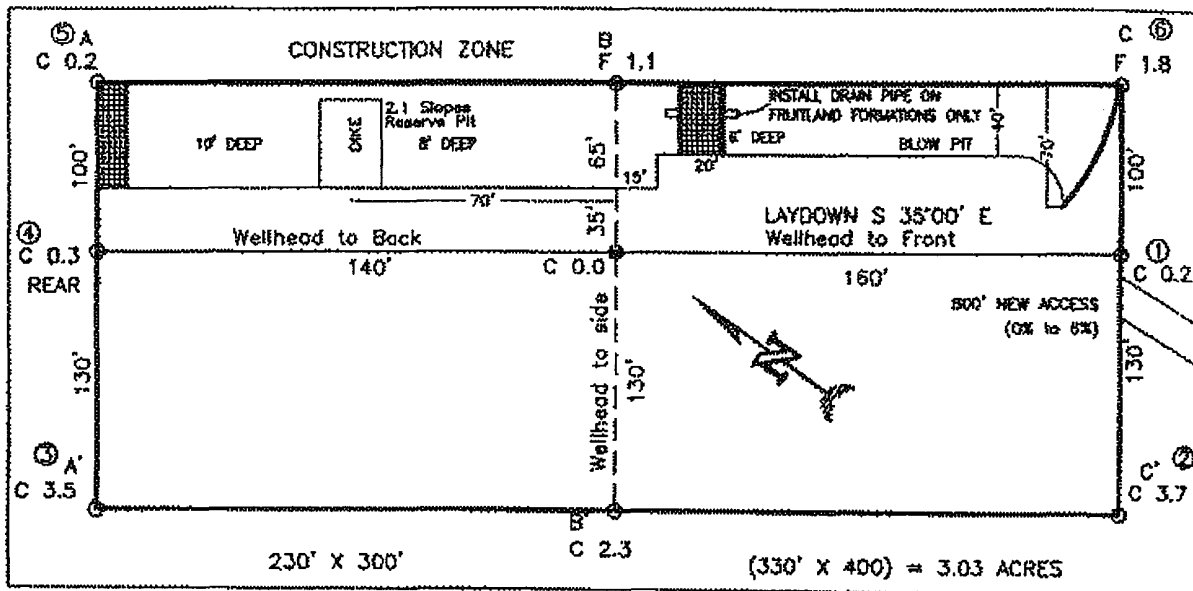 ⑤ A
C 0.2
CONSTRUCTION ZONE
B
F 1.1
C ⑥
F 1.8
10' DEEP
DIKE
2.1 Slopes
Reserve Pit
8' DEEP
INSTALL DRAIN PIPE ON
FRUITLAND FORMATIONS ONLY
6' DEEP
BLOW PIT
40'
70'
100'
65'
15'
20'
100'
70'
35'
LAYDOWN S 35°00' E
④
C 0.3
REAR
Wellhead to Back
140'
C 0.0
Wellhead to Front
160'
①
C 0.2
800' NEW ACCESS
(0% to 6%)
130'
Wellhead to side
130'
N
130'
③ A'
C 3.5
B'
C 2.3
C' ②
C 3.7
230' X 300'
(330' X 400) = 3.03 ACRES